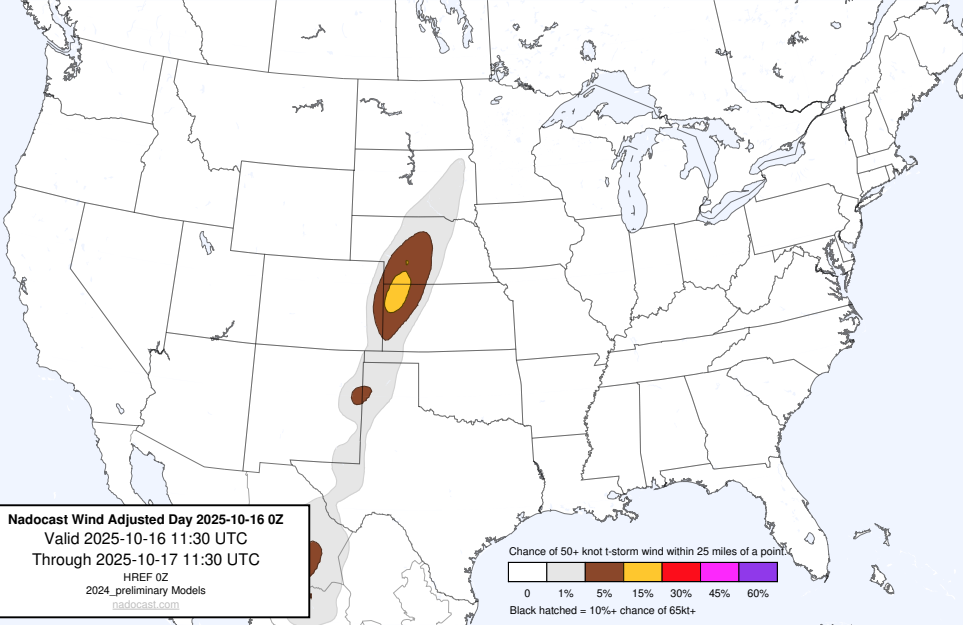 Nadocast Wind Adjusted Day 2025-10-16 0Z
Valid 2025-10-16 11:30 UTC
Through 2025-10-17 11:30 UTC
HREF 0Z
2024_preliminary Models
nadocast.com
Chance of 50+ knot t-storm wind within 25 miles of a point.
0 1% 5% 15% 30% 45% 60%
Black hatched = 10%+ chance of 65kt+